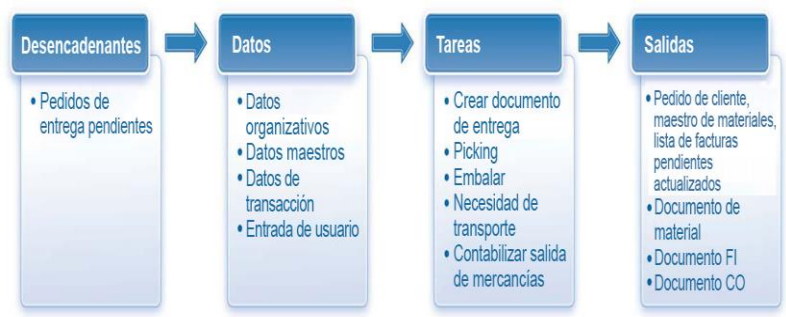 Desencadenantes
• Pedidos de
entrega pendientes
Datos
• Datos
organizativos
• Datos maestros
• Datos de
transacción
• Entrada de usuario
Tareas
• Crear documento
de entrega
• Picking
• Embalar
• Necesidad de
transporte
• Contabilizar salida
de mercancías
Salidas
• Pedido de cliente,
maestro de materiales,
lista de facturas
pendientes
actualizados
• Documento de
material
• Documento FI
• Documento CO